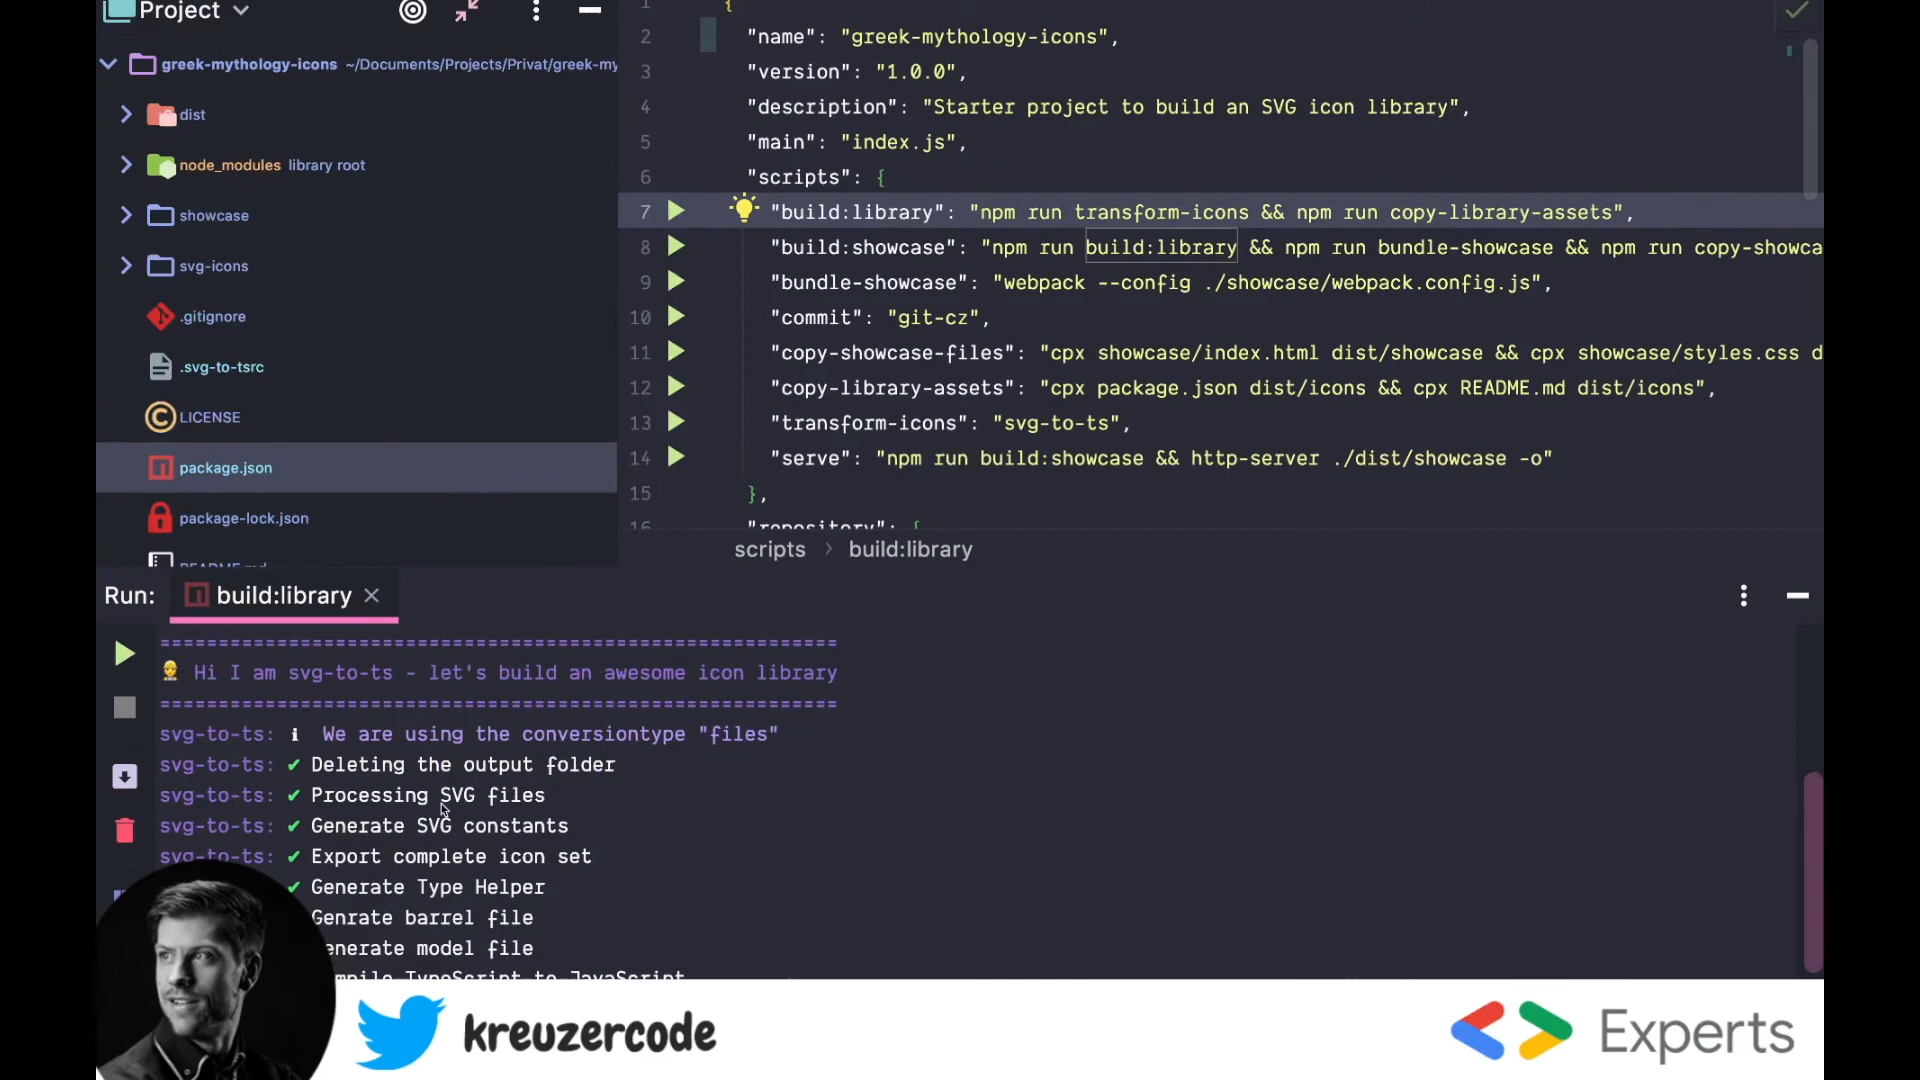 Project
greek-mythology-icons ~/Documents/Projects/Privat/greek-my
dist
node_modules library root
showcase
svg-icons
.gitignore
.svg-to-tsrc
LICENSE
package.json
package-lock.json
README.md
1 {
2 "name": "greek-mythology-icons",
3 "version": "1.0.0",
4 "description": "Starter project to build an SVG icon library",
5 "main": "index.js",
6 "scripts": {
7 "build:library": "npm run transform-icons && npm run copy-library-assets",
8 "build:showcase": "npm run build:library && npm run bundle-showcase && npm run copy-showca
9 "bundle-showcase": "webpack --config ./showcase/webpack.config.js",
10 "commit": "git-cz",
11 "copy-showcase-files": "cpx showcase/index.html dist/showcase && cpx showcase/styles.css d
12 "copy-library-assets": "cpx package.json dist/icons && cpx README.md dist/icons",
13 "transform-icons": "svg-to-ts",
14 "serve": "npm run build:showcase && http-server ./dist/showcase -o"
15 },
16 "repository": {
scripts › build:library
Run: build:library
==========================================================
Hi I am svg-to-ts - let's build an awesome icon library
==========================================================
svg-to-ts: ℹ We are using the conversiontype "files"
svg-to-ts: ✔ Deleting the output folder
svg-to-ts: ✔ Processing SVG files
svg-to-ts: ✔ Generate SVG constants
svg-to-ts: ✔ Export complete icon set
✔ Generate Type Helper
Genrate barrel file
enerate model file
mpile TypeScript to JavaScript
kreuzercode
Experts